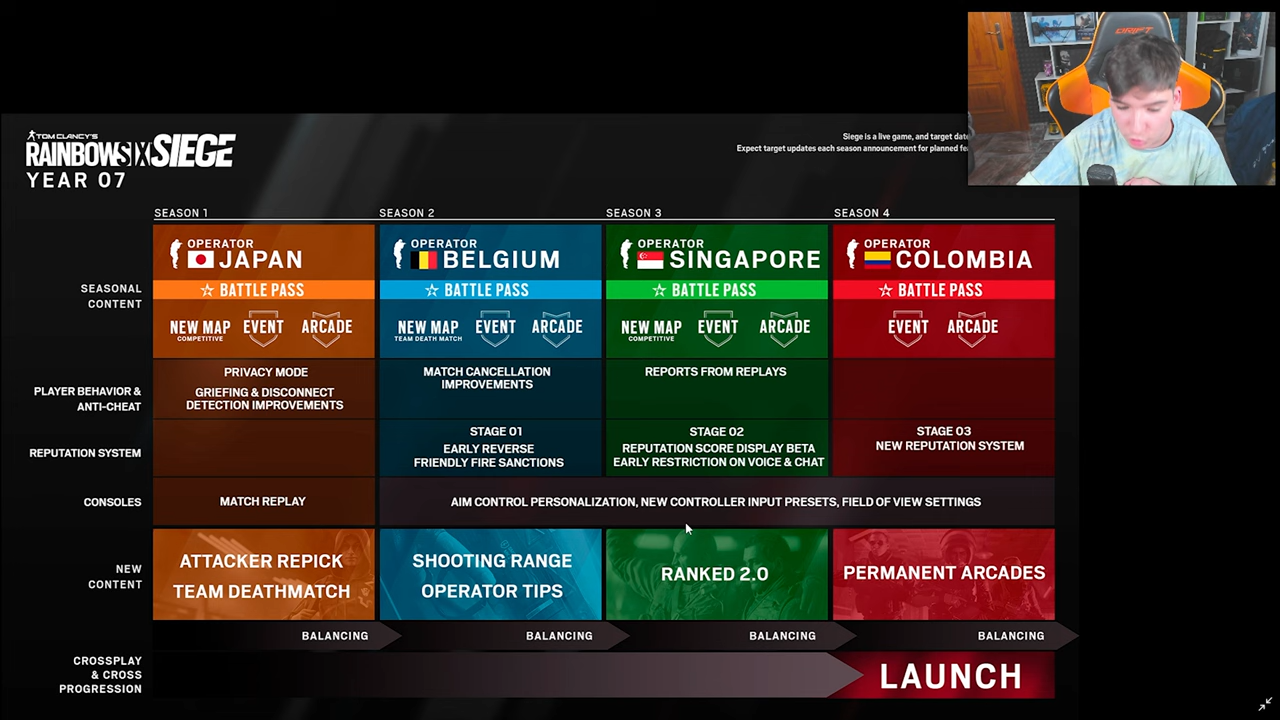 TOM CLANCY'S
RAINBOWSIX SIEGE
YEAR 07
Siege is a live game, and target
Expect target updates each season announcement for planned
SEASON 1
SEASON 2
SEASON 3
SEASON 4
SEASONAL
CONTENT
OPERATOR
JAPAN
BATTLE PASS
NEW MAP
COMPETITIVE
EVENT
ARCADE
OPERATOR
BELGIUM
BATTLE PASS
NEW MAP
TEAM DEATH MATCH
EVENT
ARCADE
OPERATOR
SINGAPORE
BATTLE PASS
NEW MAP
COMPETITIVE
EVENT
ARCADE
OPERATOR
COLOMBIA
BATTLE PASS
EVENT
ARCADE
PLAYER BEHAVIOR &
ANTI-CHEAT
PRIVACY MODE
GRIEFING & DISCONNECT
DETECTION IMPROVEMENTS
MATCH CANCELLATION
IMPROVEMENTS
REPORTS FROM REPLAYS
REPUTATION SYSTEM
STAGE 01
EARLY REVERSE
FRIENDLY FIRE SANCTIONS
STAGE 02
REPUTATION SCORE DISPLAY BETA
EARLY RESTRICTION ON VOICE & CHAT
STAGE 03
NEW REPUTATION SYSTEM
CONSOLES
MATCH REPLAY
AIM CONTROL PERSONALIZATION, NEW CONTROLLER INPUT PRESETS, FIELD OF VIEW SETTINGS
NEW
CONTENT
ATTACKER REPICK
TEAM DEATHMATCH
SHOOTING RANGE
OPERATOR TIPS
RANKED 2.0
PERMANENT ARCADES
BALANCING
BALANCING
BALANCING
BALANCING
CROSSPLAY
& CROSS
PROGRESSION
LAUNCH